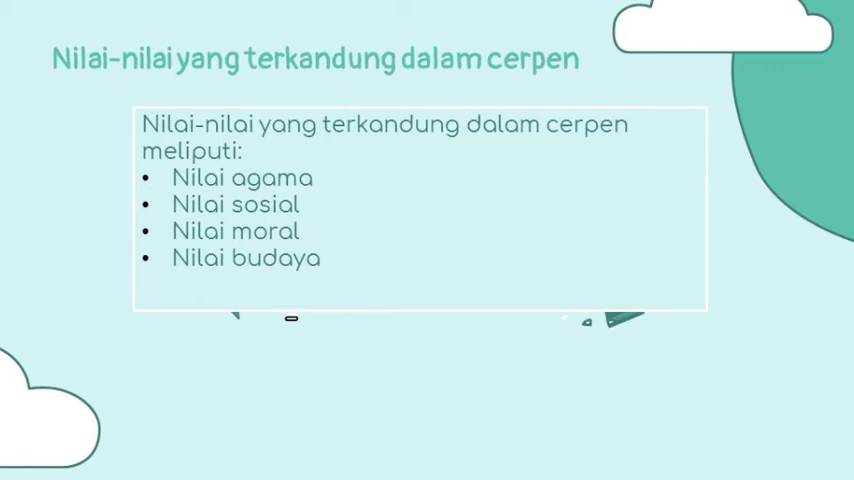 Nilai-nilai yang terkandung dalam cerpen
Nilai-nilai yang terkandung dalam cerpen
meliputi:
• Nilai agama
• Nilai sosial
• Nilai moral
• Nilai budaya